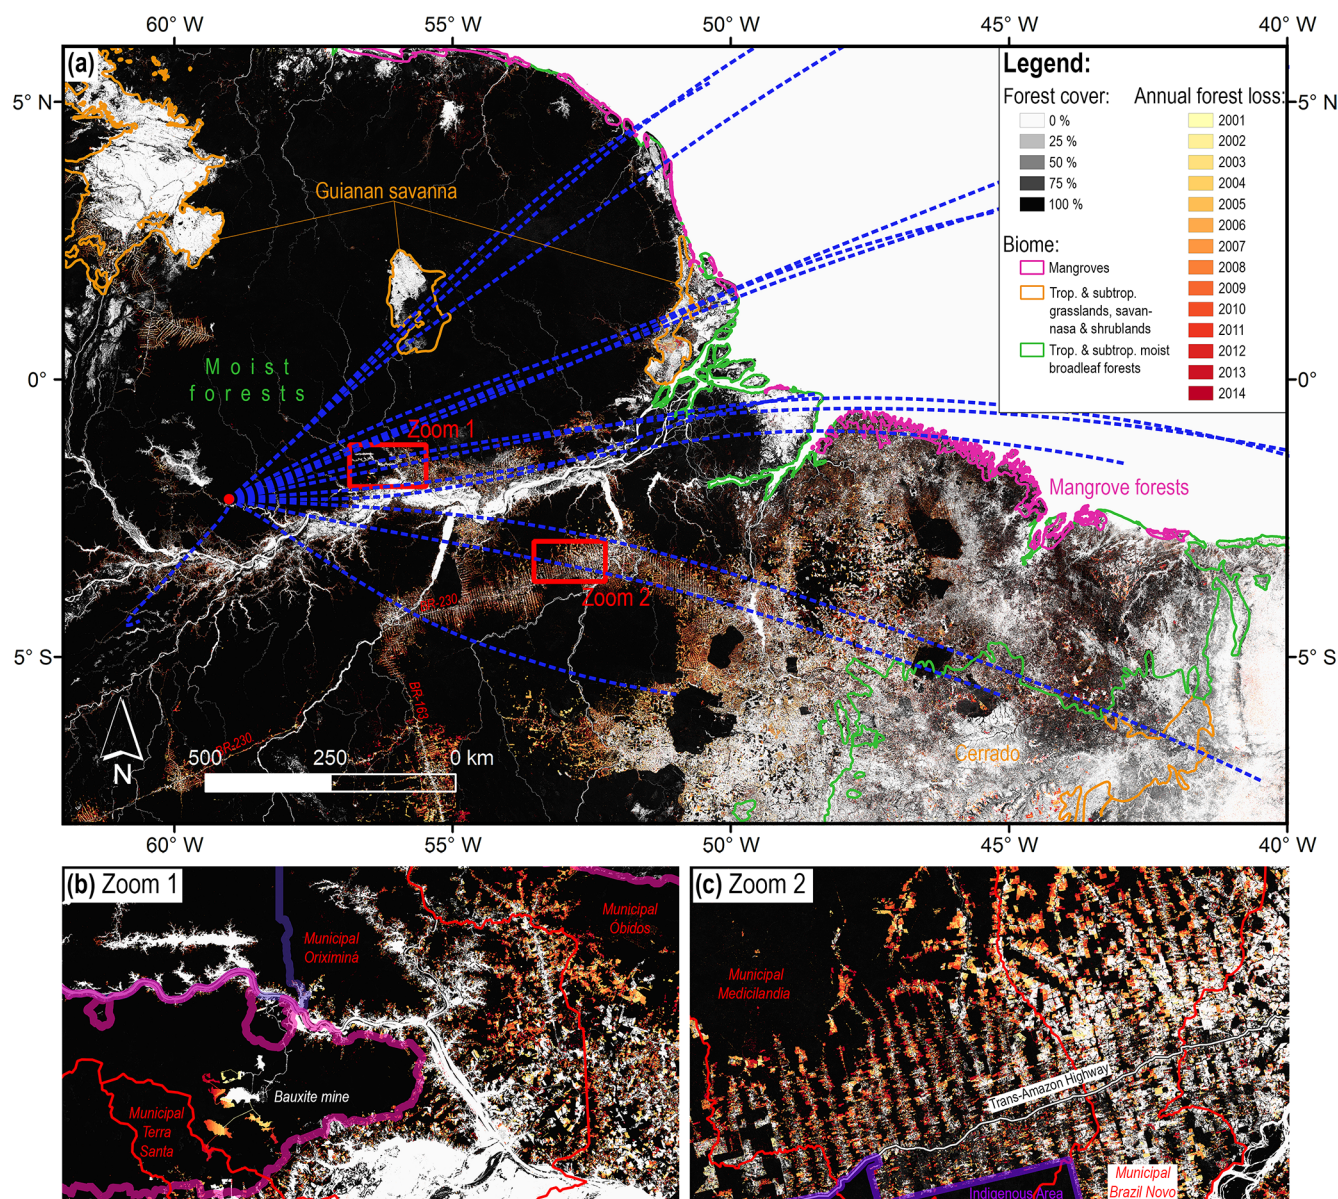 60° W
55° W
50° W
45° W
40° W
(a)
5° N
0°
5° S
Legend:
Forest cover:
0 %
25 %
50 %
75 %
100 %
Annual forest loss:
2001
2002
2003
2004
2005
2006
2007
2008
2009
2010
2011
2012
2013
2014
Biome:
Mangroves
Trop. & subtrop.
grasslands, savan-
nasa & shrublands
Trop. & subtrop. moist
broadleaf forests
5° N
0°
5° S
Guianan savanna
Moist
forests
Zoom 1
Mangrove forests
Zoom 2
BR-230
BR-163
BR-230
Cerrado
N
500
250
0 km
60° W
55° W
50° W
45° W
40° W
(b) Zoom 1
Municipal
Oriximiná
Municipal
Óbidos
Bauxite mine
Municipal
Terra
Santa
(c) Zoom 2
Municipal
Medicilandia
Trans-Amazon Highway
Indigenous Area
Municipal
Brazil Novo